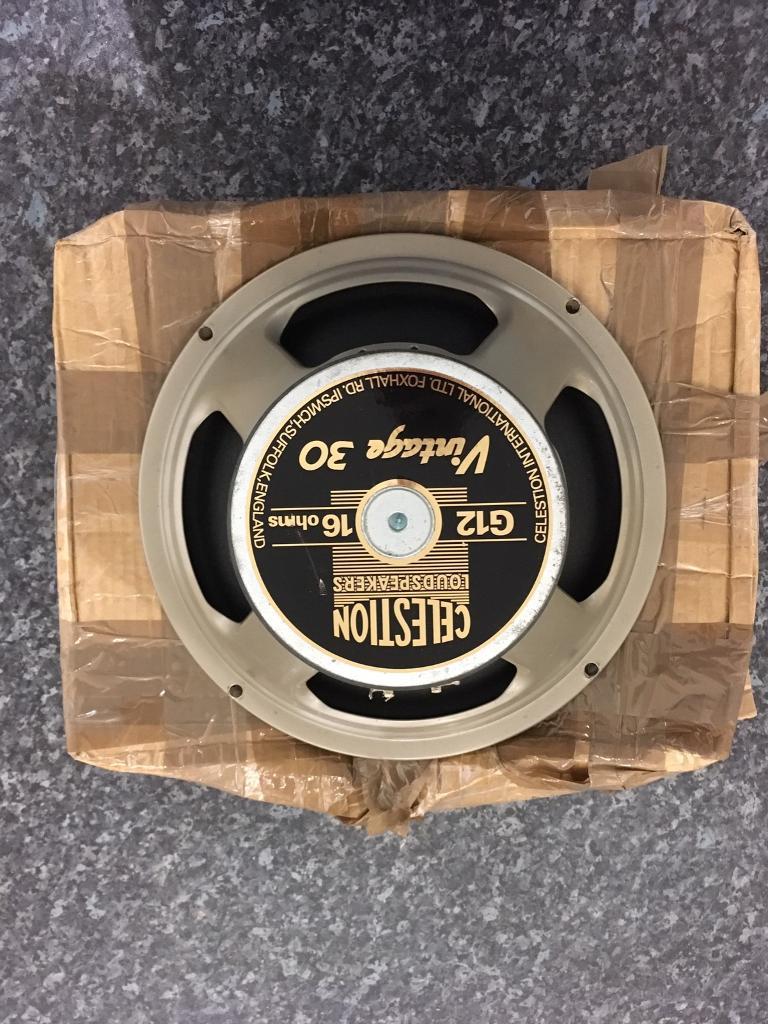 CELESTION
LOUDSPEAKERS
G12 16 ohms
Vintage 30
CELESTION INTERNATIONAL LTD. FOXHALL RD. IPSWICH, SUFFOLK, ENGLAND